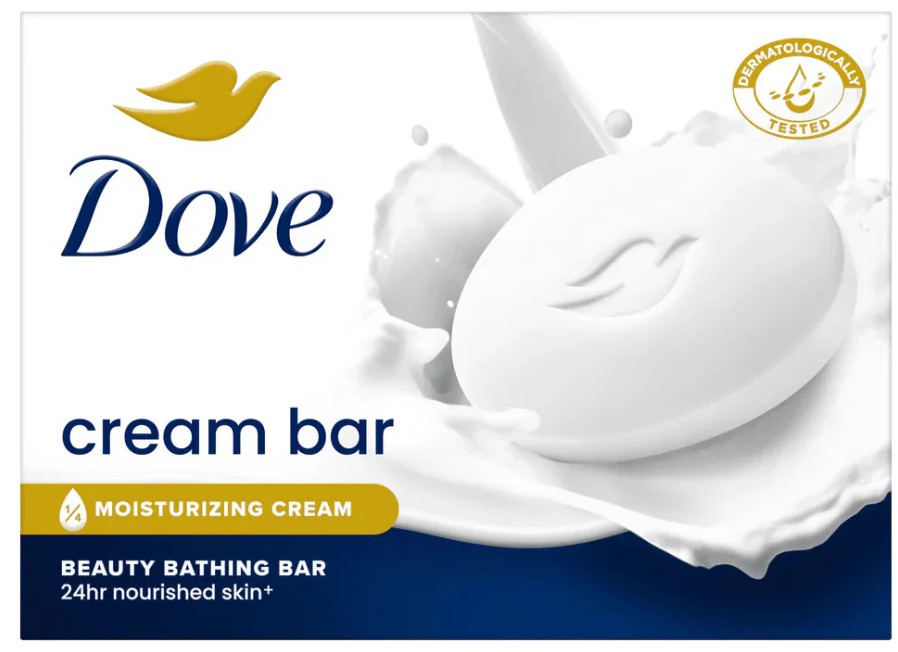 Dove
DERMATOLOGICALLY
TESTED
cream bar
1/4 MOISTURIZING CREAM
BEAUTY BATHING BAR
24hr nourished skin+